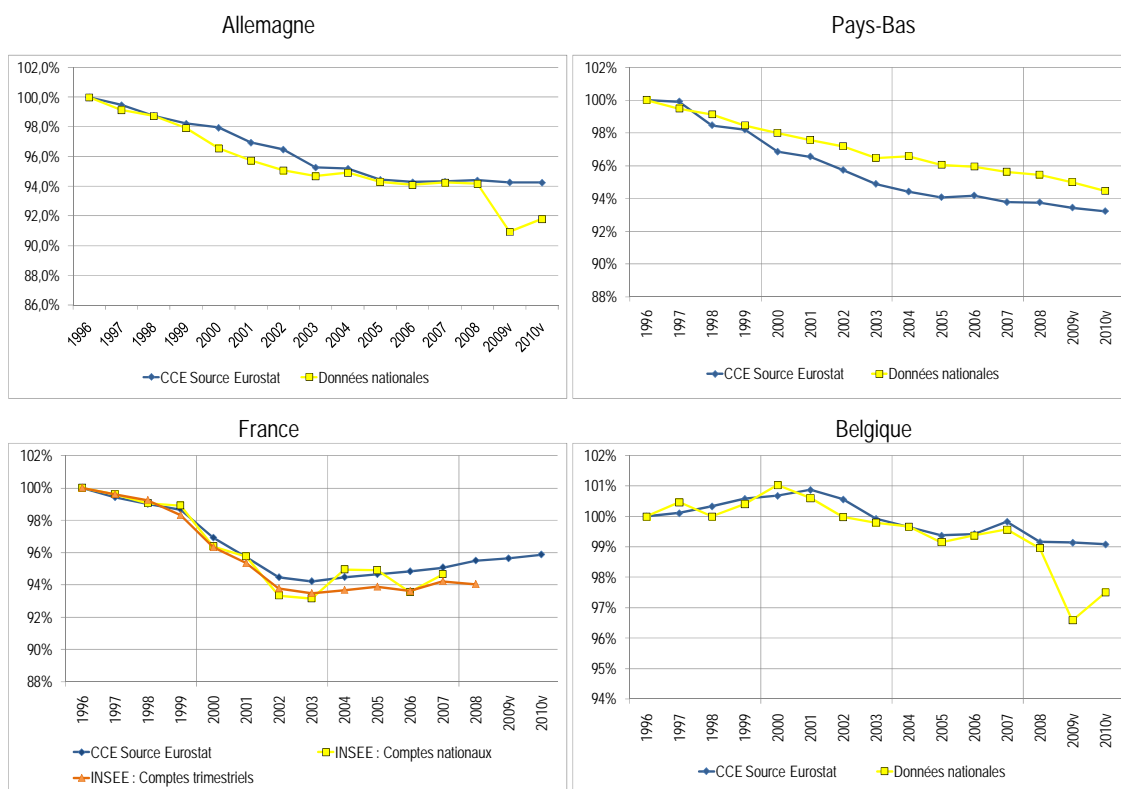 Allemagne
102,0%
100,0%
98,0%
96,0%
94,0%
92,0%
90,0%
88,0%
86,0%
1996 1997 1998 1999 2000 2001 2002 2003 2004 2005 2006 2007 2008 2009v 2010v
CCE Source Eurostat Données nationales
Pays-Bas
102%
100%
98%
96%
94%
92%
90%
88%
1996 1997 1998 1999 2000 2001 2002 2003 2004 2005 2006 2007 2008 2009v 2010v
CCE Source Eurostat Données nationales
France
102%
100%
98%
96%
94%
92%
90%
88%
1996 1997 1998 1999 2000 2001 2002 2003 2004 2005 2006 2007 2008 2009v 2010v
CCE Source Eurostat INSEE : Comptes nationaux
INSEE : Comptes trimestriels
Belgique
102%
101%
100%
99%
98%
97%
96%
95%
94%
1996 1997 1998 1999 2000 2001 2002 2003 2004 2005 2006 2007 2008 2009v 2010v
CCE Source Eurostat Données nationales